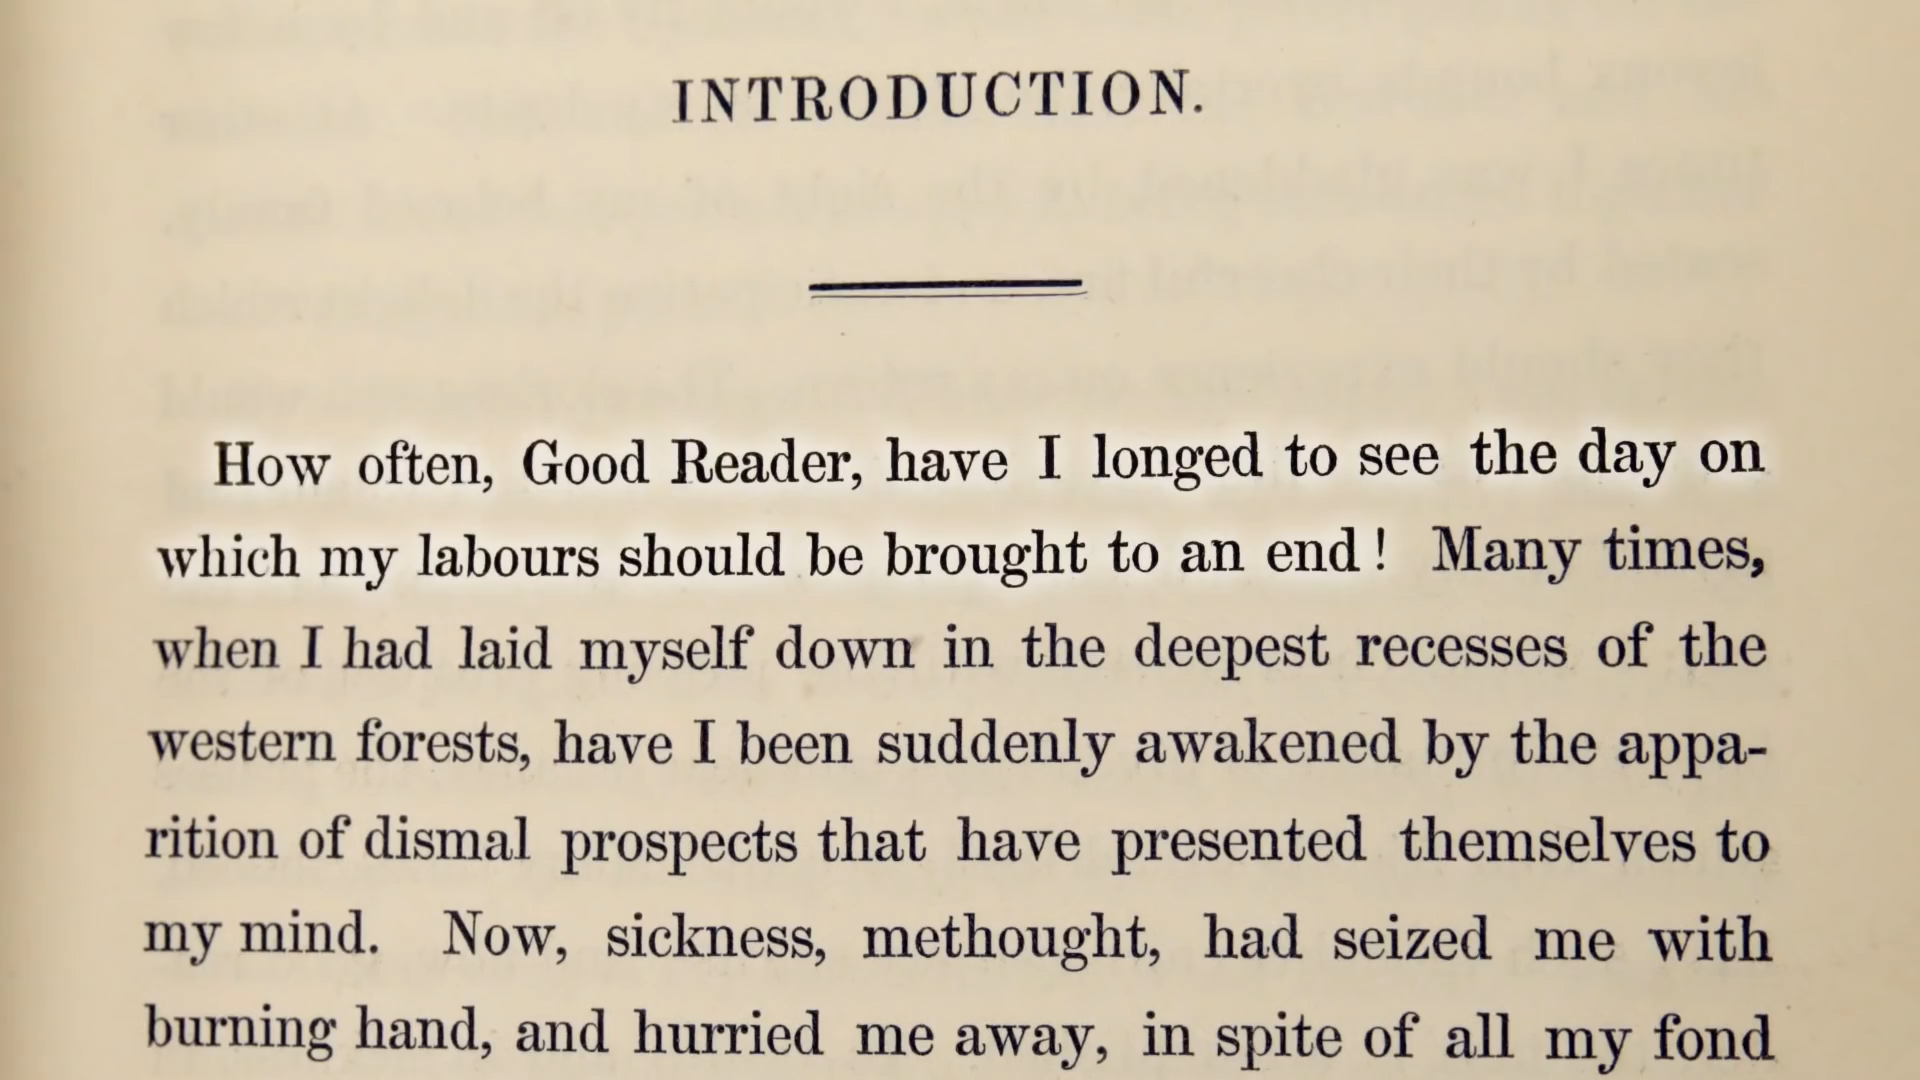 INTRODUCTION.
How often, Good Reader, have I longed to see the day on
which my labours should be brought to an end! Many times,
when I had laid myself down in the deepest recesses of the
western forests, have I been suddenly awakened by the appa-
rition of dismal prospects that have presented themselves to
my mind. Now, sickness, methought, had seized me with
burning hand, and hurried me away, in spite of all my fond